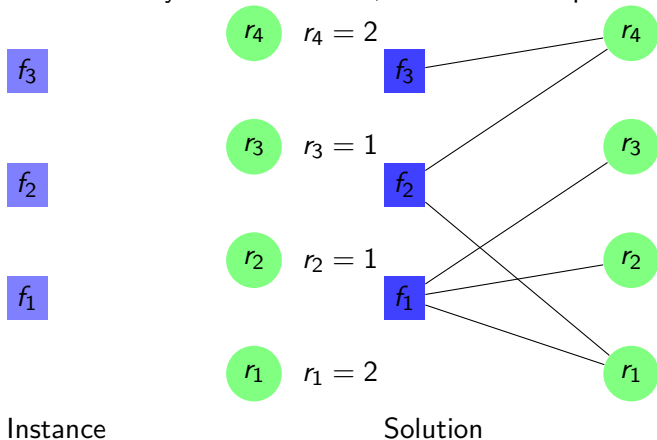 r4 r4 = 2 r4
f3 f3
r3 r3 = 1 r3
f2 f2
r2 r2 = 1 r2
f1 f1
r1 r1 = 2 r1
Instance Solution